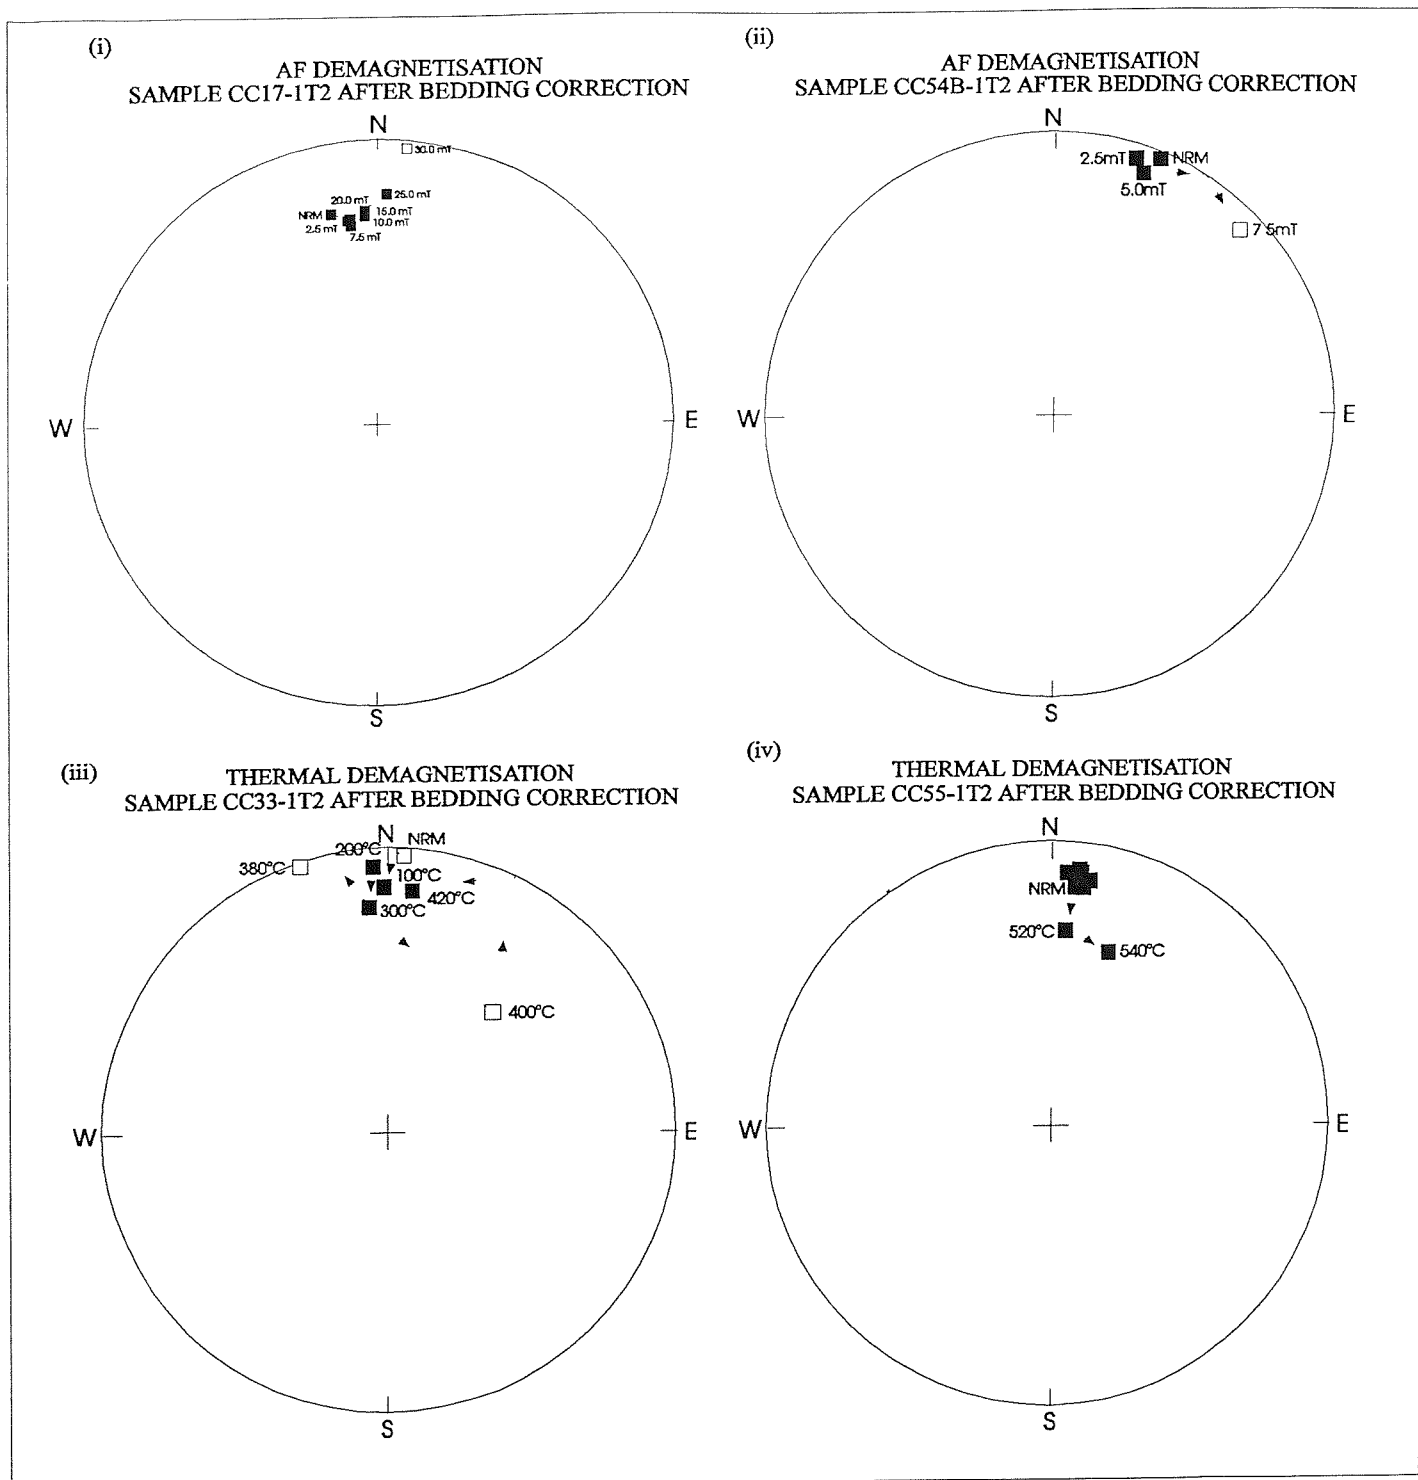 (i)
AF DEMAGNETISATION
SAMPLE CC17-1T2 AFTER BEDDING CORRECTION
N
30.0 mT
20.0 mT
25.0 mT
NRM
15.0 mT
2.5 mT
10.0 mT
7.5 mT
W
E
S
(ii)
AF DEMAGNETISATION
SAMPLE CC54B-1T2 AFTER BEDDING CORRECTION
N
2.5mT
NRM
5.0mT
7.5mT
W
E
S
(iii)
THERMAL DEMAGNETISATION
SAMPLE CC33-1T2 AFTER BEDDING CORRECTION
N
NRM
200°C
380°C
100°C
420°C
300°C
400°C
W
E
S
(iv)
THERMAL DEMAGNETISATION
SAMPLE CC55-1T2 AFTER BEDDING CORRECTION
N
NRM
520°C
540°C
W
E
S